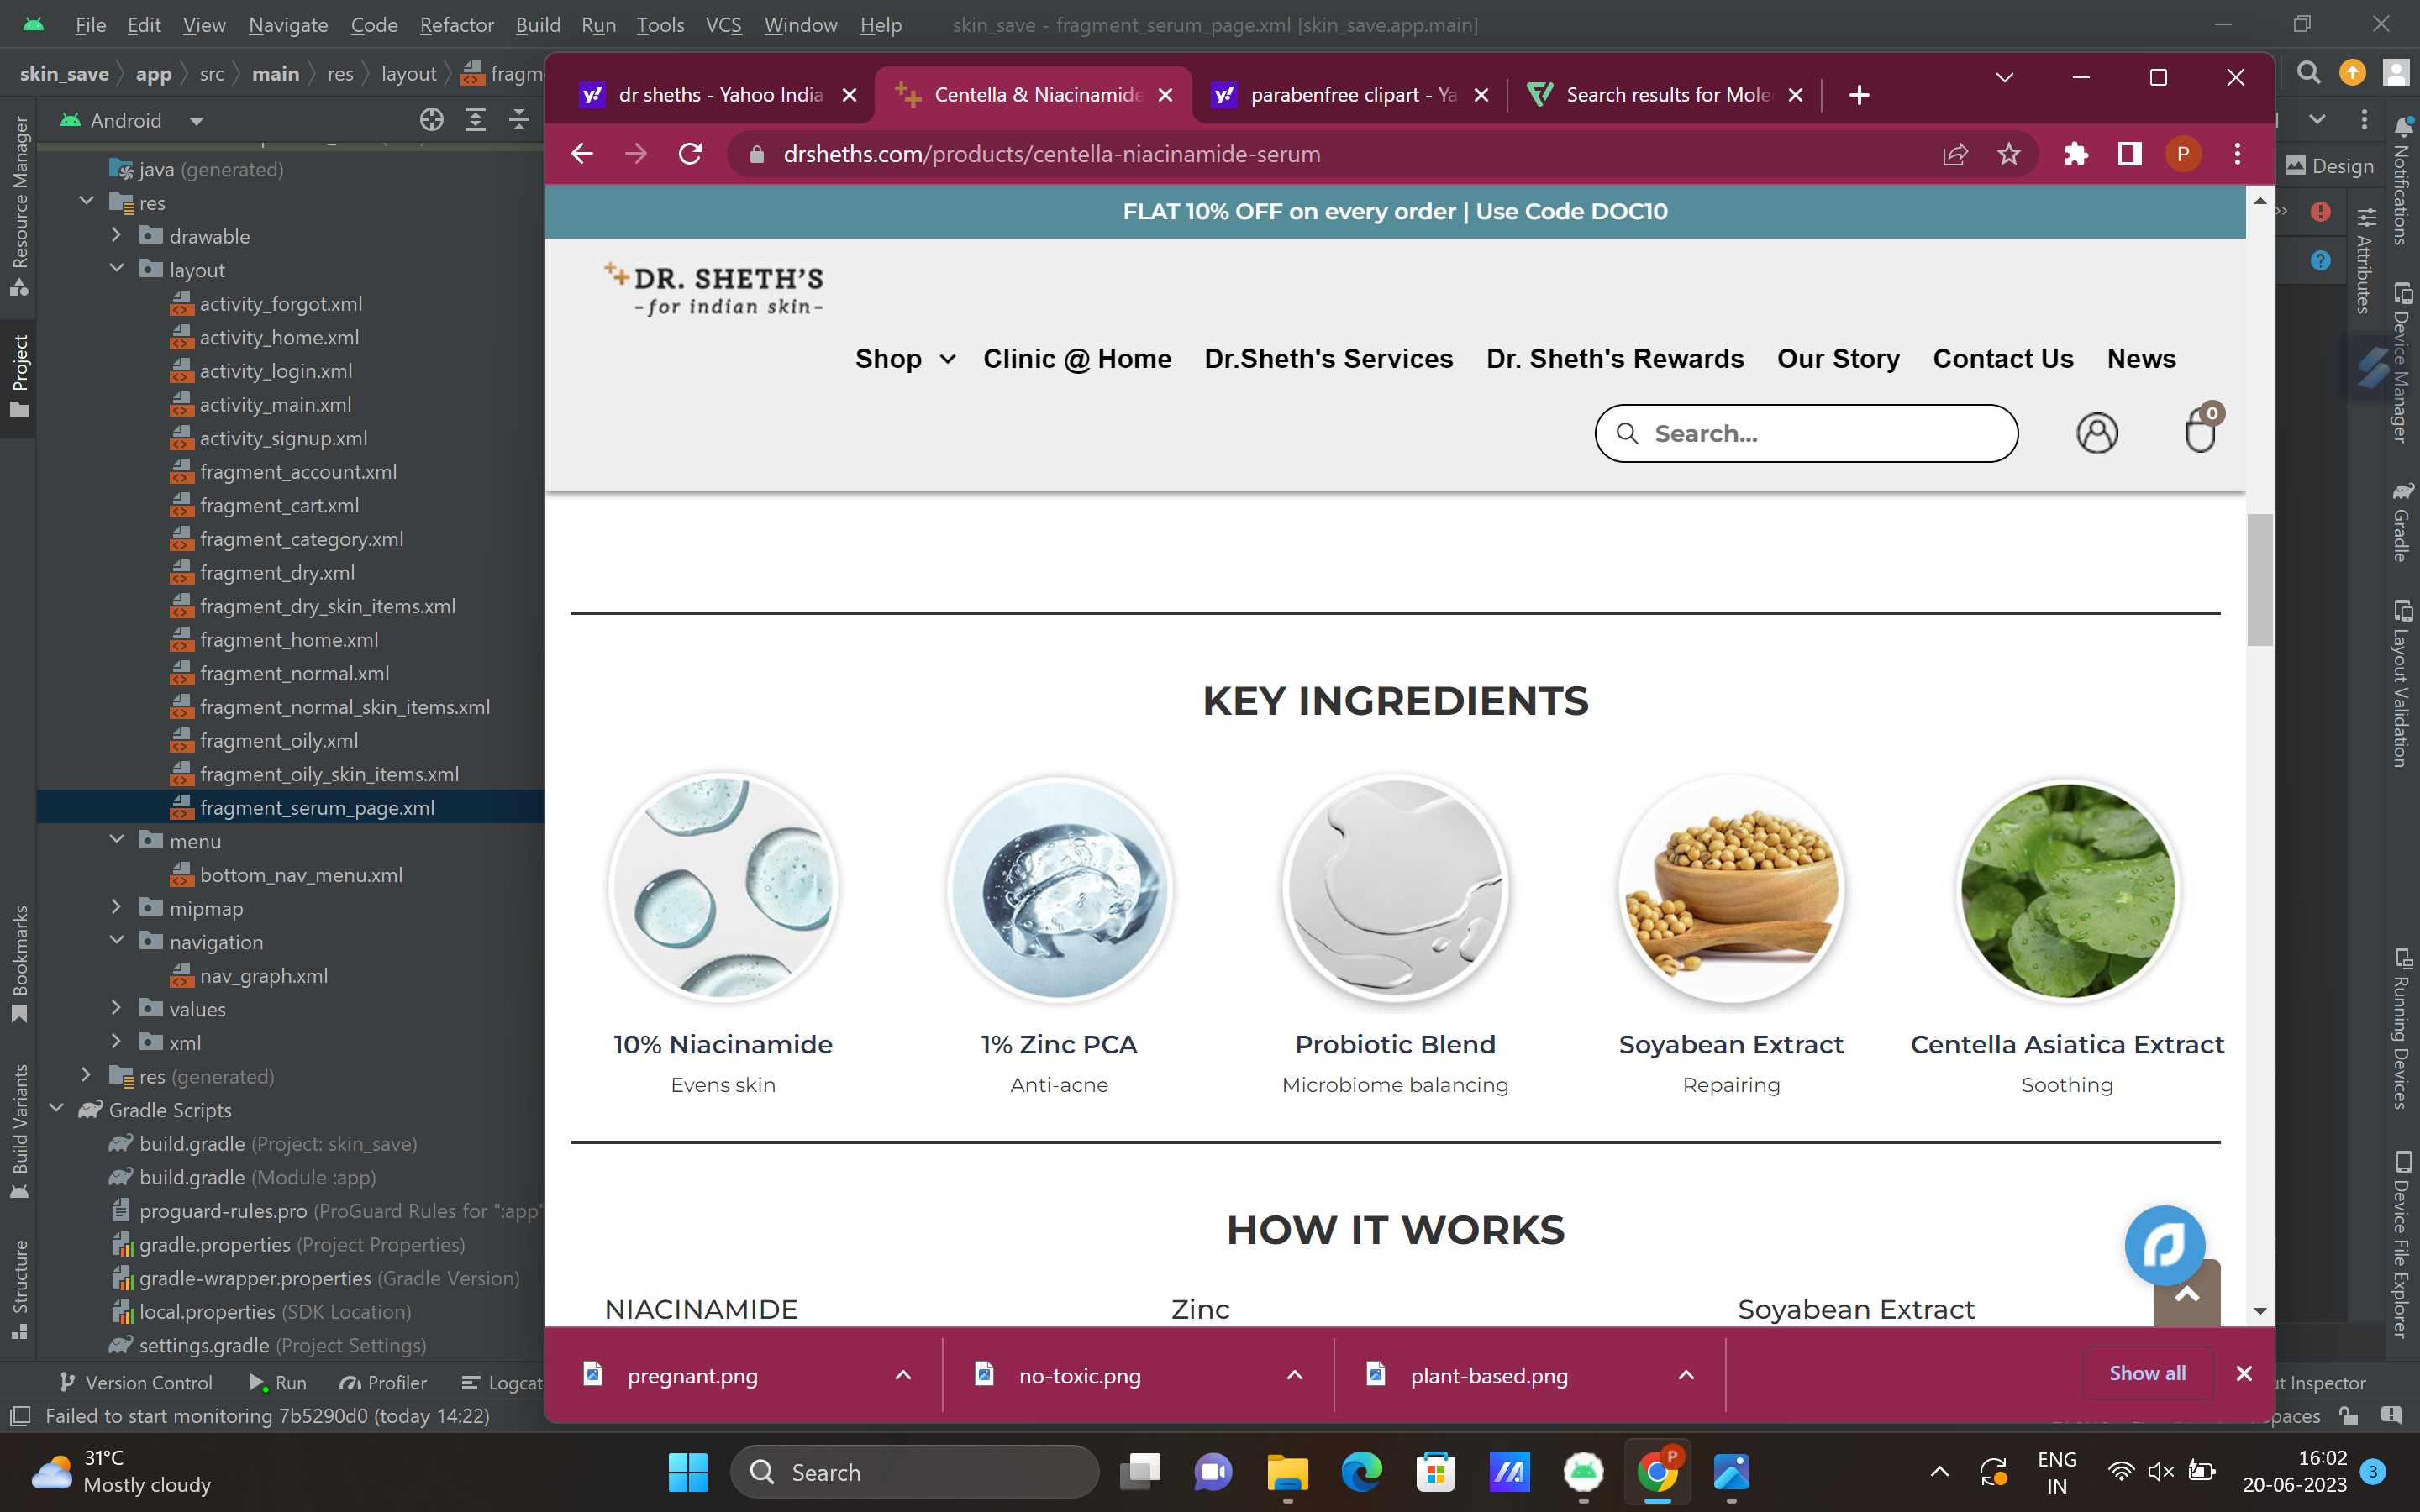 File Edit View Navigate Code Refactor Build Run Tools VCS Window Help skin_save - fragment_serum_page.xml [skin_save.app.main]
skin_save app src main res layout fragm
Android
java (generated)
res
drawable
layout
activity_forgot.xml
activity_home.xml
activity_login.xml
activity_main.xml
activity_signup.xml
fragment_account.xml
fragment_cart.xml
fragment_category.xml
fragment_dry.xml
fragment_dry_skin_items.xml
fragment_home.xml
fragment_normal.xml
fragment_normal_skin_items.xml
fragment_oily.xml
fragment_oily_skin_items.xml
fragment_serum_page.xml
menu
bottom_nav_menu.xml
mipmap
navigation
nav_graph.xml
values
xml
res (generated)
Gradle Scripts
build.gradle (Project: skin_save)
build.gradle (Module :app)
proguard-rules.pro (ProGuard Rules for ":app"
gradle.properties (Project Properties)
gradle-wrapper.properties (Gradle Version)
local.properties (SDK Location)
settings.gradle (Project Settings)
Resource Manager
Project
Bookmarks
Build Variants
Structure
dr sheths - Yahoo India
Centella & Niacinamide
parabenfree clipart - Ya
Search results for Mole
drsheths.com/products/centella-niacinamide-serum
P
FLAT 10% OFF on every order | Use Code DOC10
DR. SHETH'S
-for indian skin-
Shop Clinic @ Home Dr.Sheth's Services Dr. Sheth's Rewards Our Story Contact Us News
Search...
0
KEY INGREDIENTS
10% Niacinamide
Evens skin
1% Zinc PCA
Anti-acne
Probiotic Blend
Microbiome balancing
Soyabean Extract
Repairing
Centella Asiatica Extract
Soothing
HOW IT WORKS
NIACINAMIDE Zinc Soyabean Extract
pregnant.png
no-toxic.png
plant-based.png
Show all
Design
Notifications
Attributes
Device Manager
Gradle
Layout Validation
Running Devices
Device File Explorer
Version Control Run Profiler Logcat
ut Inspector
Failed to start monitoring 7b5290d0 (today 14:22)
paces
31°C
Mostly cloudy
Search
P
ENG
IN
16:02
20-06-2023
3